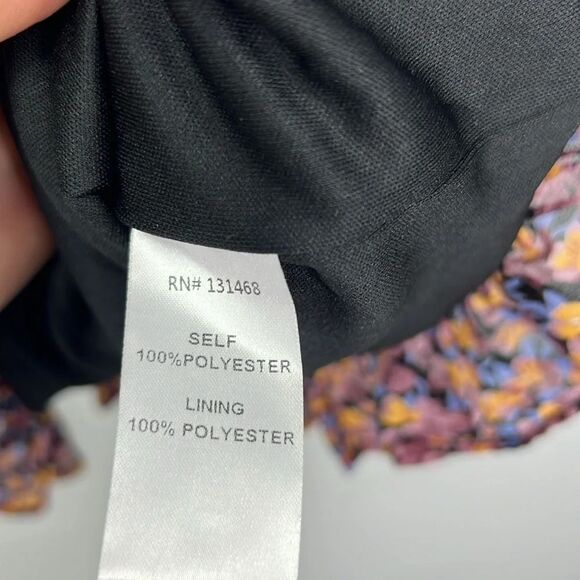 RN# 131468
SELF
100%POLYESTER
LINING
100% POLYESTER